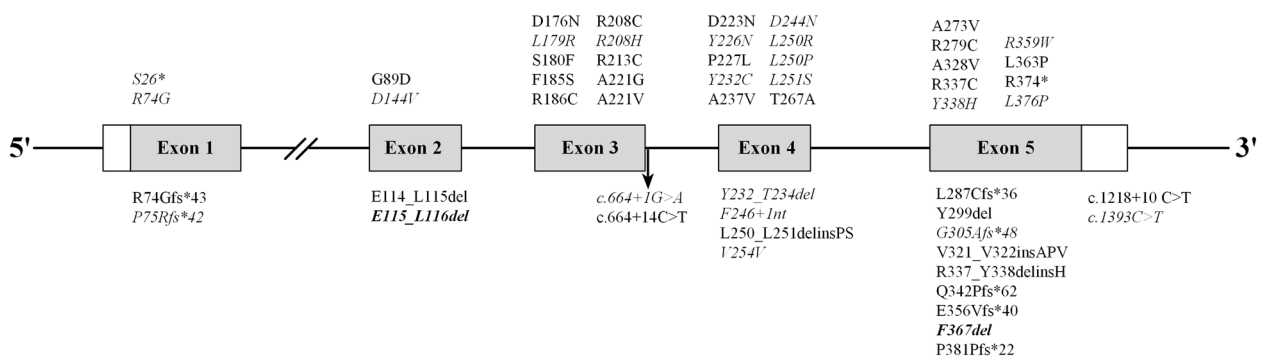 D176N R208C
L179R R208H
S180F R213C
F185S A221G
R186C A221V
D223N D244N
Y226N L250R
P227L L250P
Y232C L251S
A237V T267A
A273V
R279C R359W
A328V L363P
R337C R374*
Y338H L376P
S26*
R74G
G89D
D144V
5' Exon 1 Exon 2 Exon 3 Exon 4 Exon 5 3'
R74Gfs*43
P75Rfs*42
E114_L115del
E115_L116del
c.664+1G>A
c.664+14C>T
Y232_T234del
F246+1nt
L250_L251delinsPS
V254V
L287Cfs*36
Y299del
G305Afs*48
V321_V322insAPV
R337_Y338delinsH
Q342Pfs*62
E356Vfs*40
F367del
P381Pfs*22
c.1218+10 C>T
c.1393C>T